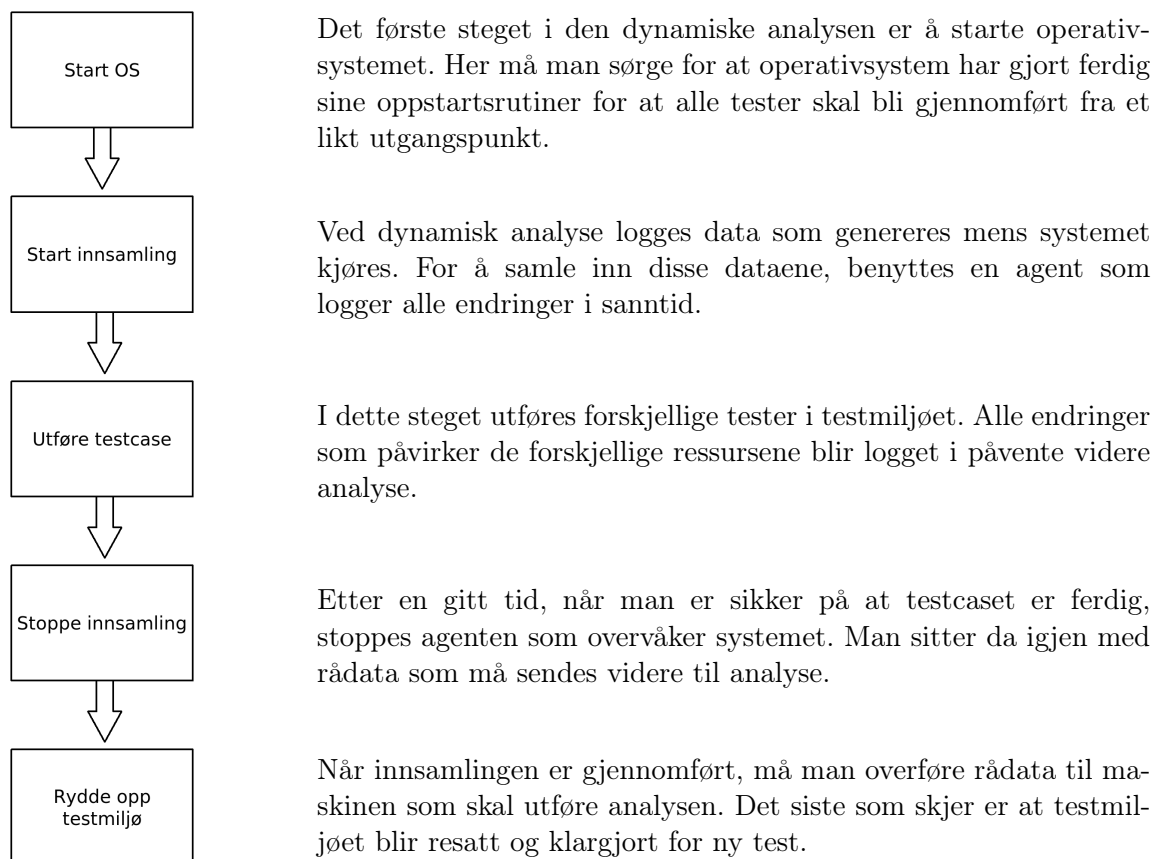 Start OS
Det første steget i den dynamiske analysen er å starte operativ-
systemet. Her må man sørge for at operativsystem har gjort ferdig
sine oppstartsrutiner for at alle tester skal bli gjennomført fra et
likt utgangspunkt.
Start innsamling
Ved dynamisk analyse logges data som genereres mens systemet
kjøres. For å samle inn disse dataene, benyttes en agent som
logger alle endringer i sanntid.
Utføre testcase
I dette steget utføres forskjellige tester i testmiljøet. Alle endringer
som påvirker de forskjellige ressursene blir logget i påvente videre
analyse.
Stoppe innsamling
Etter en gitt tid, når man er sikker på at testcaset er ferdig,
stoppes agenten som overvåker systemet. Man sitter da igjen med
rådata som må sendes videre til analyse.
Rydde opp
testmiljø
Når innsamlingen er gjennomført, må man overføre rådata til ma-
skinen som skal utføre analysen. Det siste som skjer er at testmil-
jøet blir resatt og klargjort for ny test.